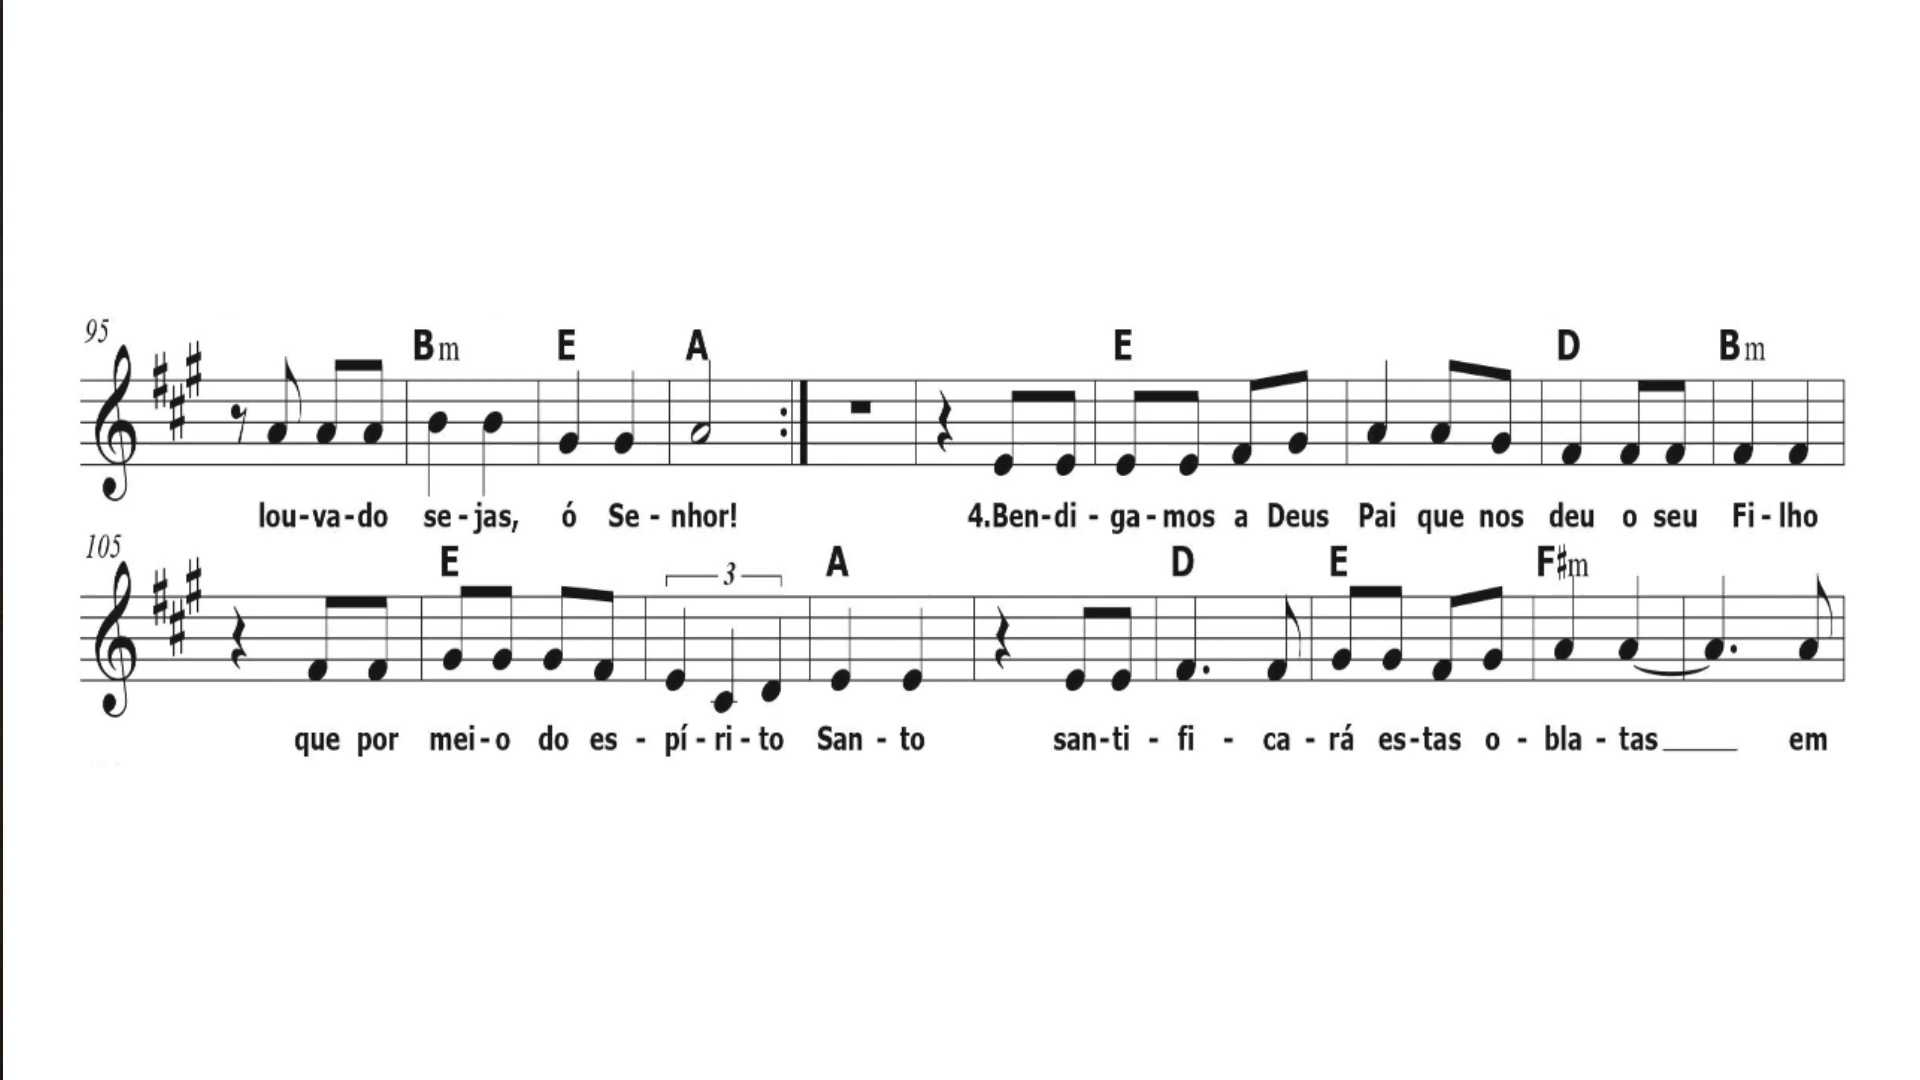 95 Bm E A E D Bm
lou-va-do se-jas, ó Se-nhor! 4.Ben-di-ga-mos a Deus Pai que nos deu o seu Fi-lho
105 E 3 A D E F♯m
que por mei-o do es-pí-ri-to San-to san-ti-fi-ca-rá es-tas o-bla-tas____ em